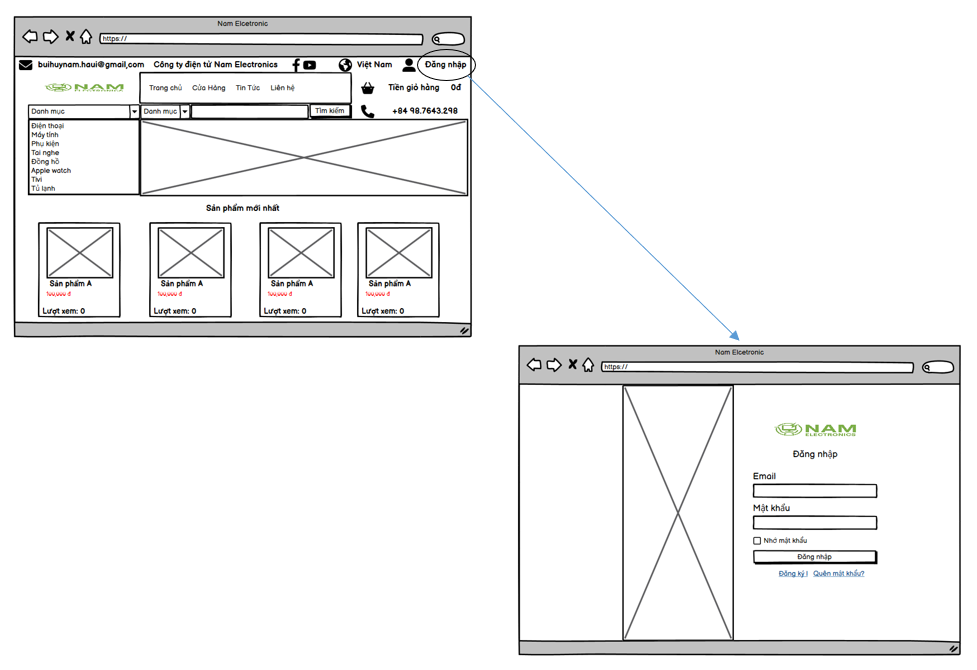 Nam Elcetronic
https://
buihuynam.haui@gmail.com Công ty điện tử Nam Electronics Việt Nam Đăng nhập
NAM
ELECTRONICS
Trang chủ Cửa Hàng Tin Tức Liên hệ
Tiền giỏ hàng 0đ
Danh mục Danh mục Tìm kiếm +84 98.7643.298
Điện thoại
Máy tính
Phụ kiện
Tai nghe
Đồng hồ
Apple watch
Tivi
Tủ lạnh
Sản phẩm mới nhất
Sản phẩm A Sản phẩm A Sản phẩm A Sản phẩm A
100,000 đ 100,000 đ 100,000 đ 100,000 đ
Lượt xem: 0 Lượt xem: 0 Lượt xem: 0 Lượt xem: 0
Nam Elcetronic
https://
NAM
ELECTRONICS
Đăng nhập
Email
Mật khẩu
Nhớ mật khẩu
Đăng nhập
Đăng ký | Quên mật khẩu?